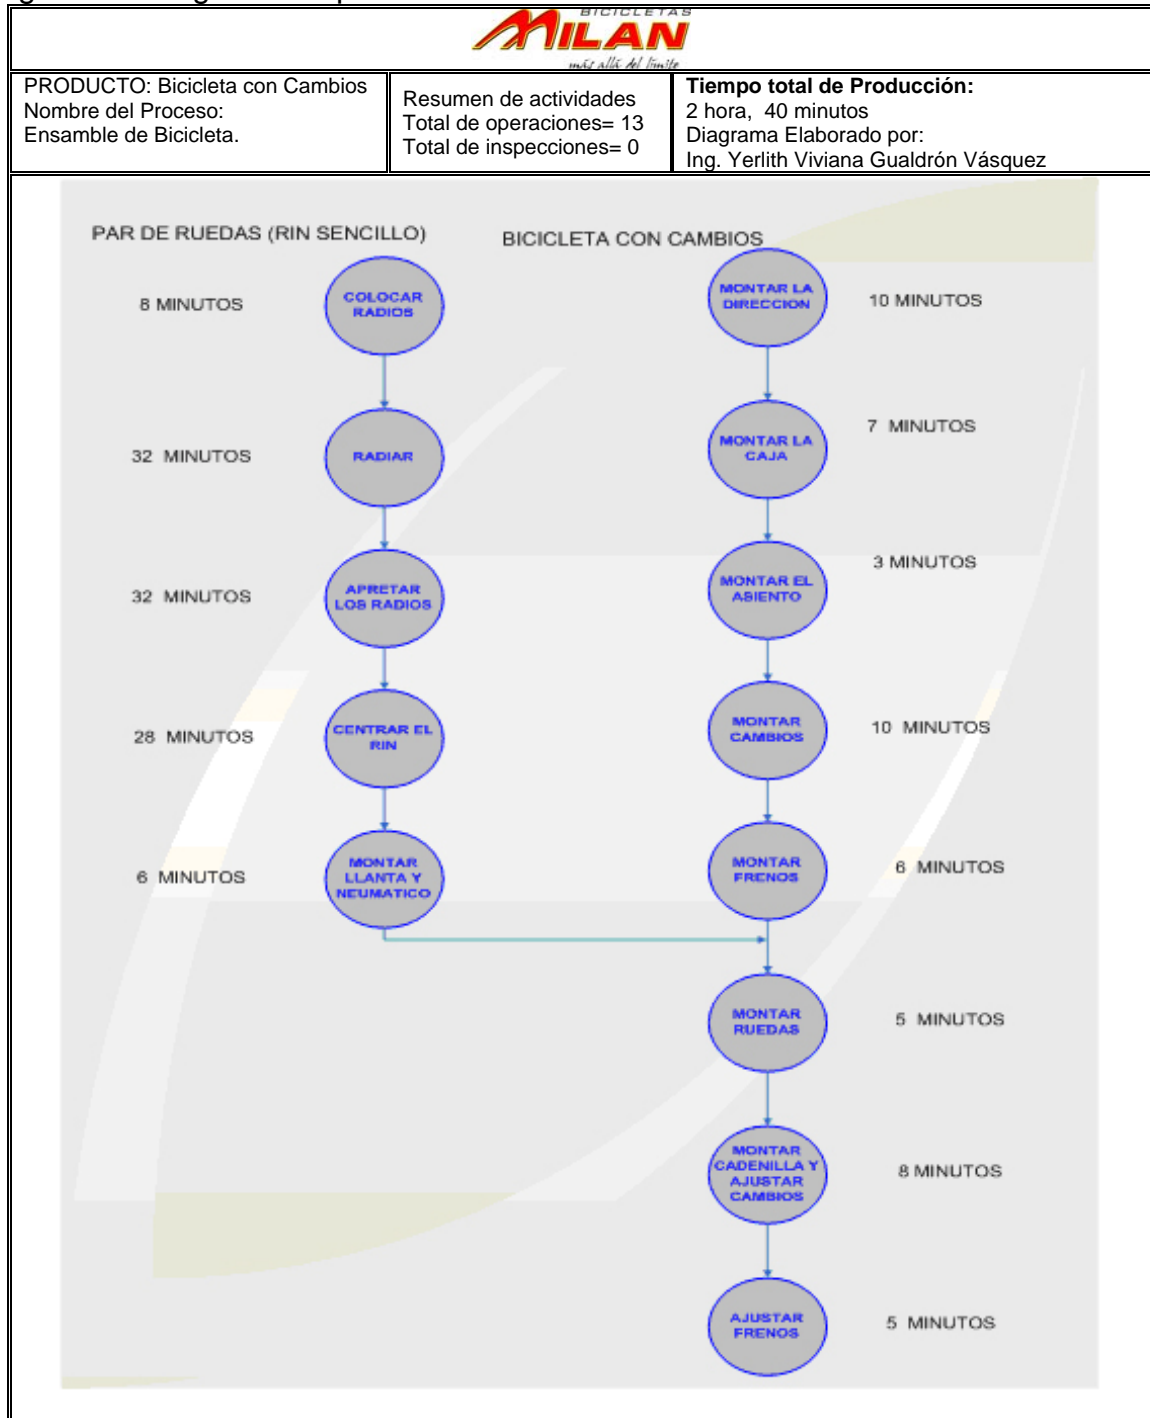 BICICLETAS
MILAN
más allá del límite
PRODUCTO: Bicicleta con Cambios
Nombre del Proceso:
Ensamble de Bicicleta.
Resumen de actividades
Total de operaciones= 13
Total de inspecciones= 0
Tiempo total de Producción:
2 hora, 40 minutos
Diagrama Elaborado por:
Ing. Yerlith Viviana Gualdrón Vásquez
PAR DE RUEDAS (RIN SENCILLO)
8 MINUTOS
COLOCAR
RADIOS
32 MINUTOS
RADIAR
32 MINUTOS
APRETAR
LOS RADIOS
28 MINUTOS
CENTRAR EL
RIN
6 MINUTOS
MONTAR
LLANTA Y
NEUMATICO
BICICLETA CON CAMBIOS
MONTAR LA
DIRECCION
10 MINUTOS
MONTAR LA
CAJA
7 MINUTOS
MONTAR EL
ASIENTO
3 MINUTOS
MONTAR
CAMBIOS
10 MINUTOS
MONTAR
FRENOS
6 MINUTOS
MONTAR
RUEDAS
5 MINUTOS
MONTAR
CADENILLA Y
AJUSTAR
CAMBIOS
8 MINUTOS
AJUSTAR
FRENOS
5 MINUTOS